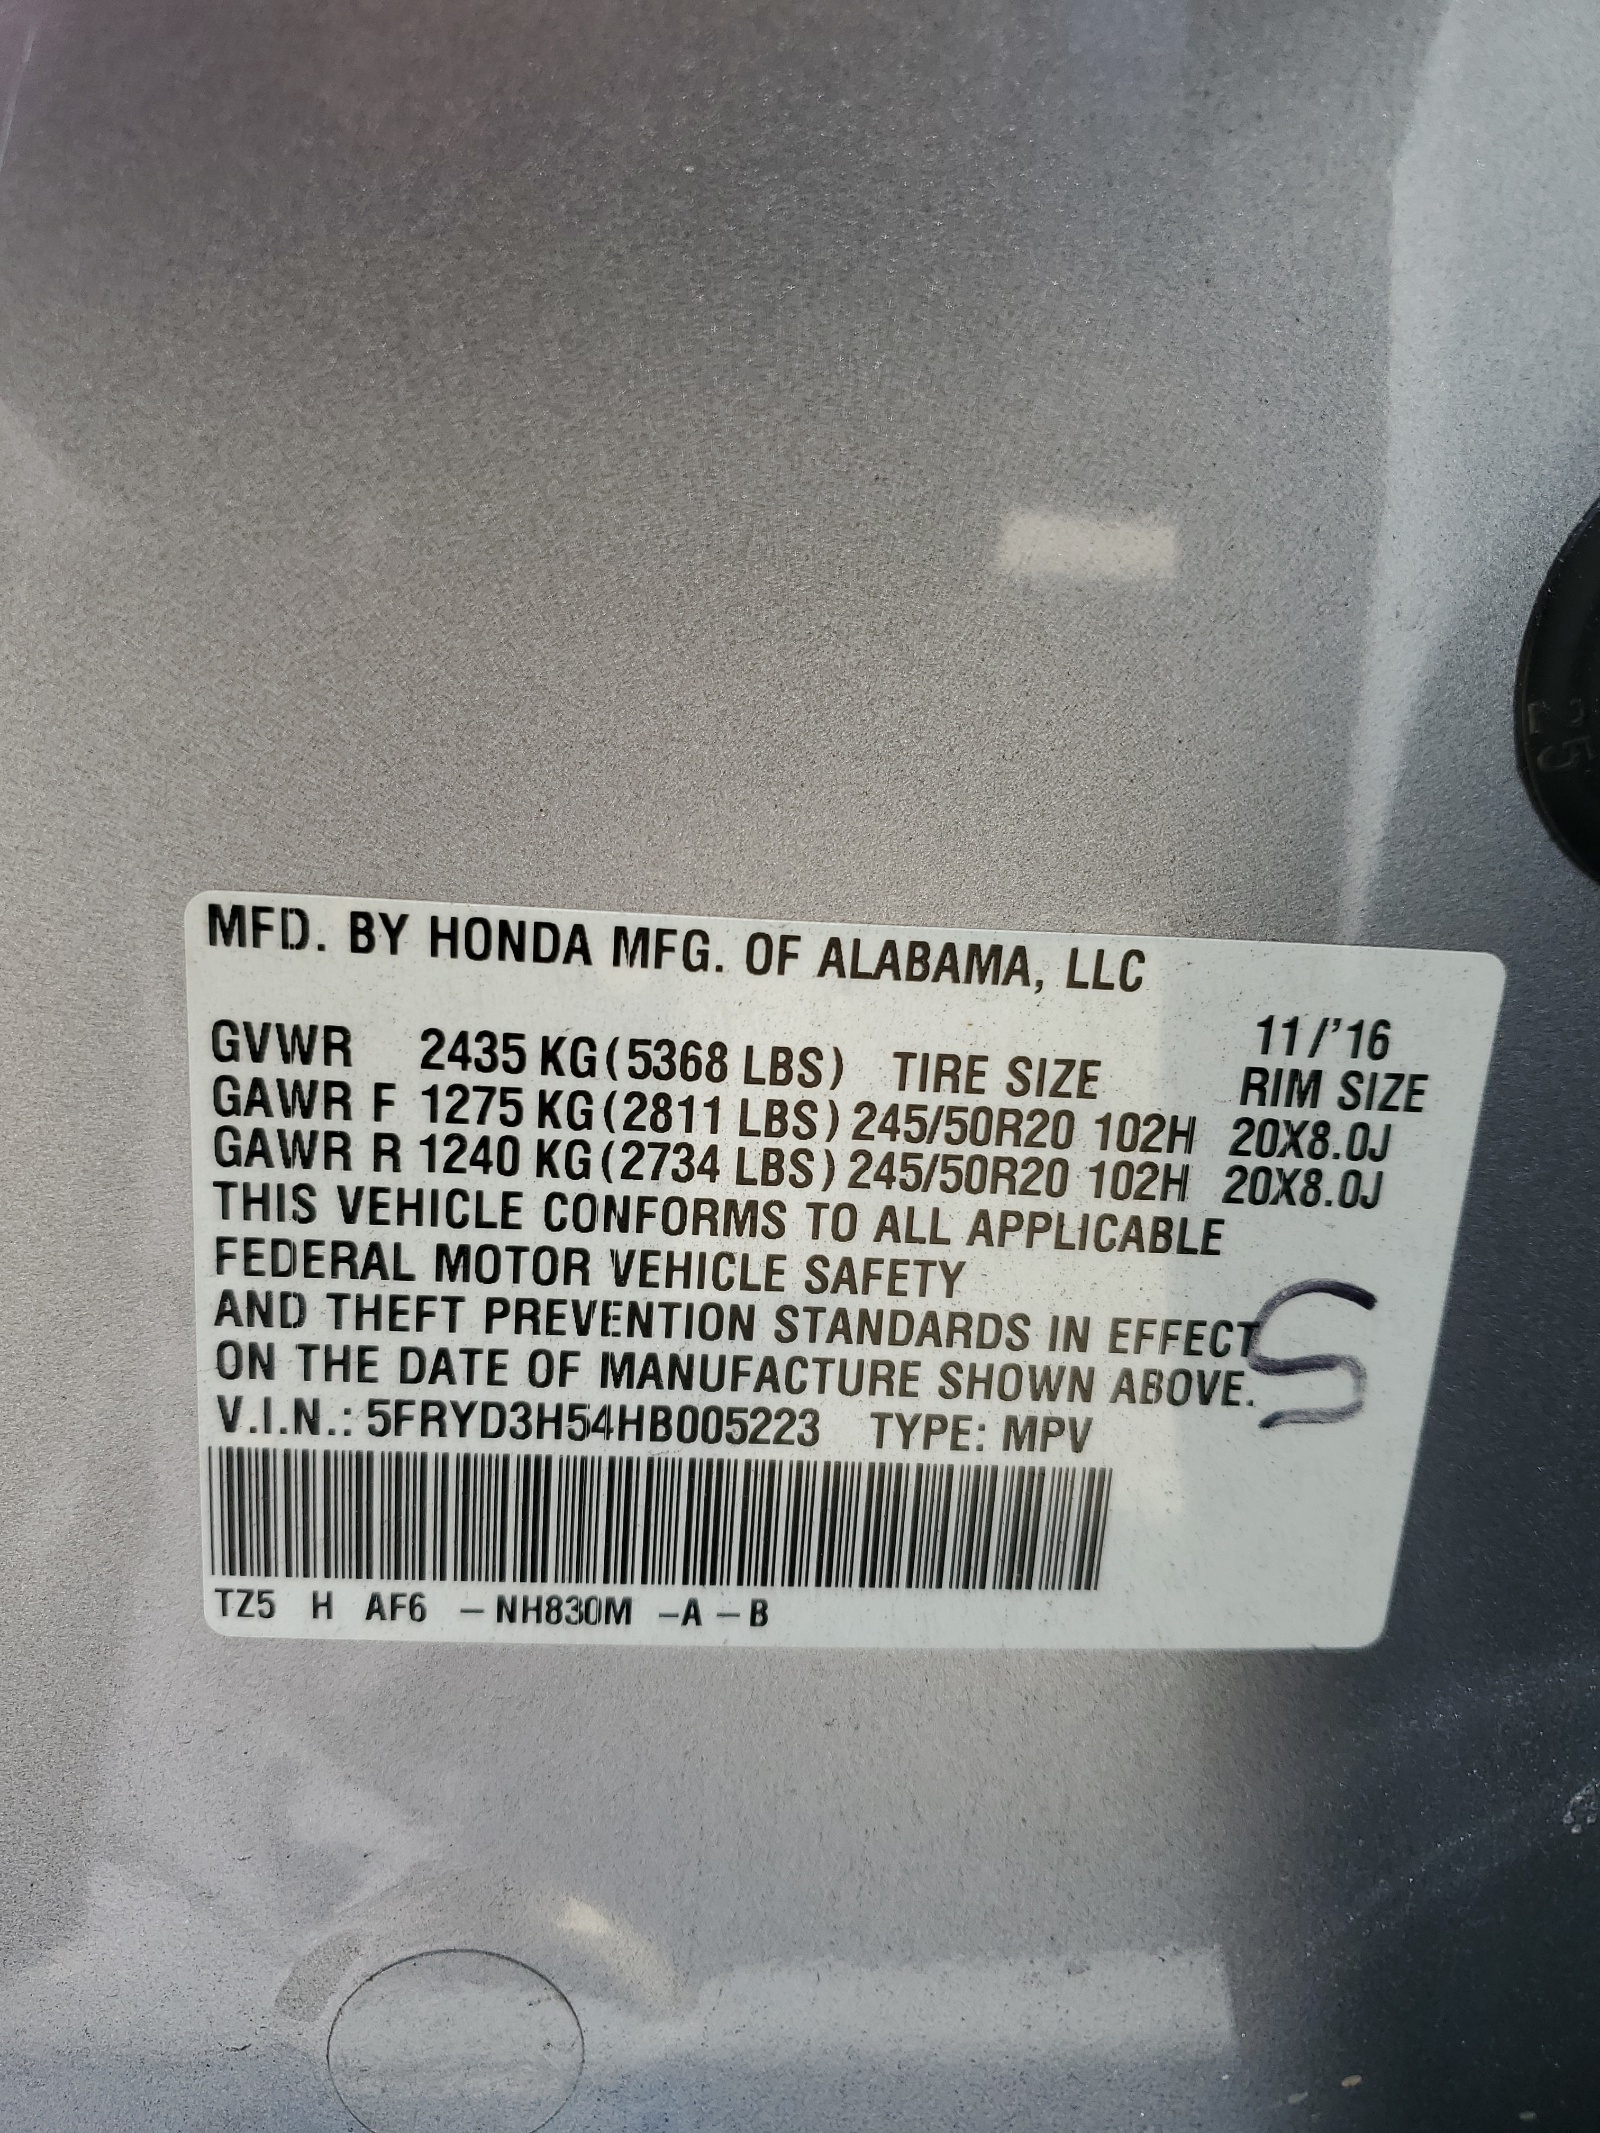 MFD. BY HONDA MFG. OF ALABAMA, LLC
11/'16
GVWR 2435 KG(5368 LBS) TIRE SIZE RIM SIZE
GAWR F 1275 KG(2811 LBS) 245/50R20 102H 20X8.0J
GAWR R 1240 KG(2734 LBS) 245/50R20 102H 20X8.0J
THIS VEHICLE CONFORMS TO ALL APPLICABLE
FEDERAL MOTOR VEHICLE SAFETY
AND THEFT PREVENTION STANDARDS IN EFFECT
ON THE DATE OF MANUFACTURE SHOWN ABOVE.
S
V.I.N.: 5FRYD3H54HB005223 TYPE: MPV
TZ5 H AF6 – NH830M –A – B
25